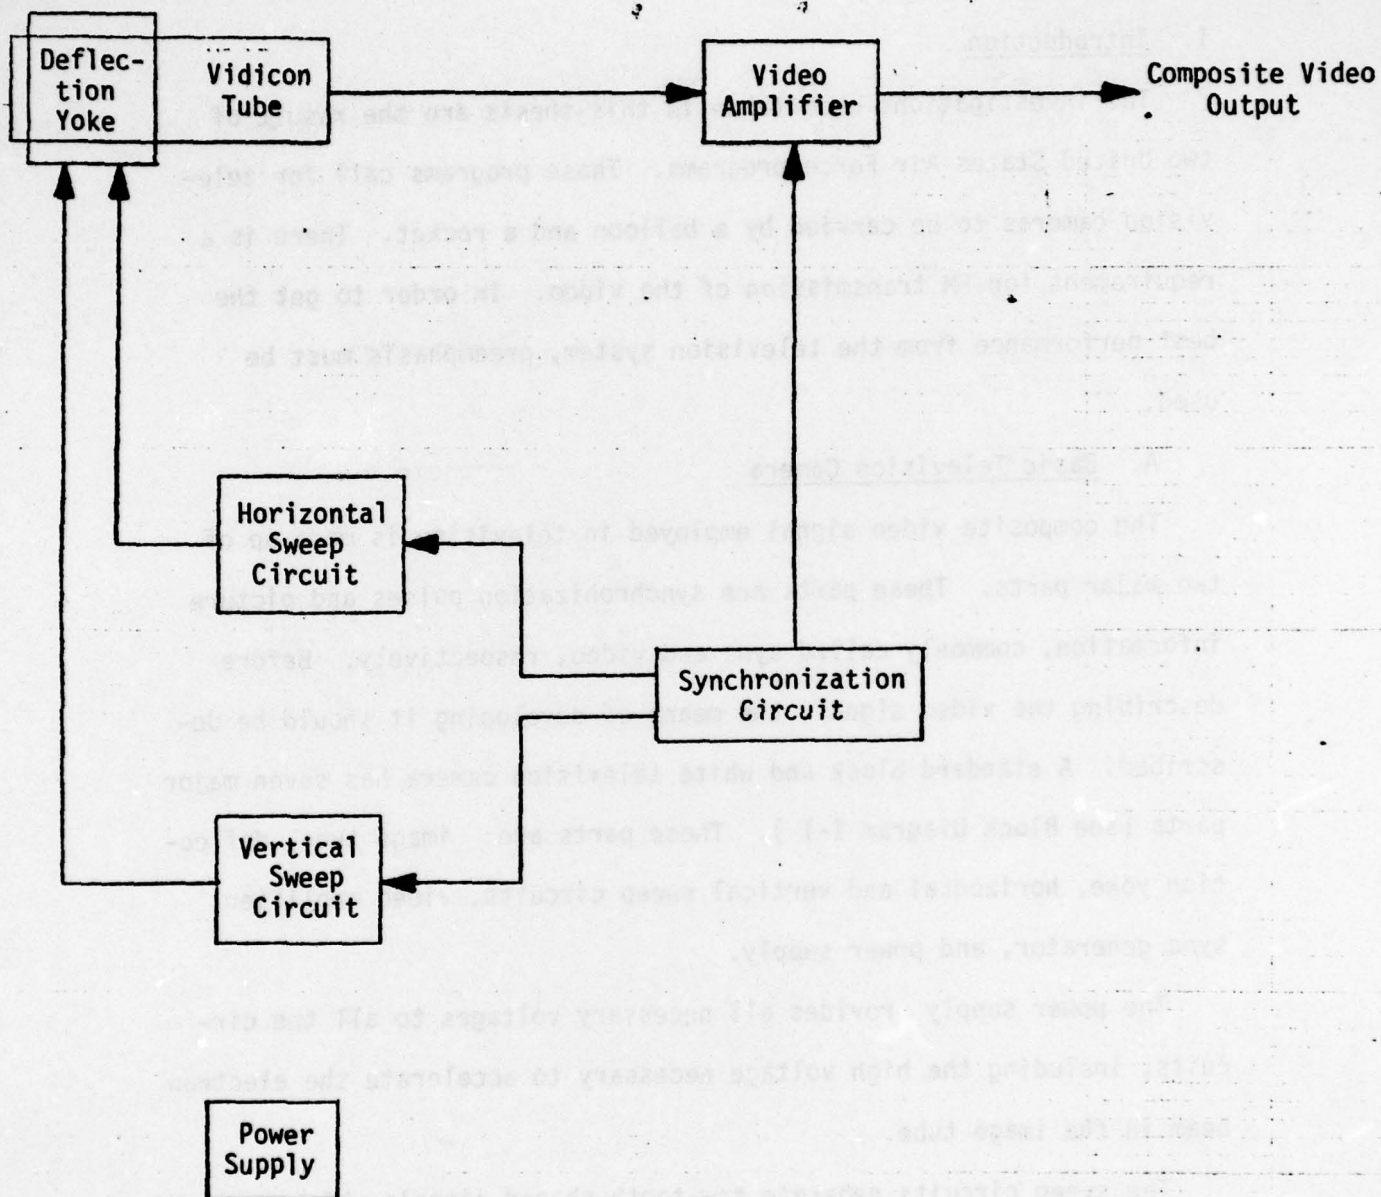 Deflec-
tion
Yoke
Vidicon
Tube
Video
Amplifier
Composite Video
Output
Horizontal
Sweep
Circuit
Synchronization
Circuit
Vertical
Sweep
Circuit
Power
Supply
1. Introduction
The investigations in this thesis are the results of
two United States Air Force programs. These programs call for tele-
vision cameras to be carried by a balloon and a rocket. There is a
requirement for FM transmission of the video. In order to get the
best performance from the television system, preemphasis must be
used.
A. Basic Television Camera
The composite video signal employed in television is made up of
two major parts. These parts are synchronization pulses and picture
information, commonly called sync and video, respectively. Before
describing the video signal, the means of developing it should be de-
scribed. A standard black and white television camera has seven major
parts (see Block Diagram I-1). These parts are: image tube, deflec-
tion yoke, horizontal and vertical sweep circuits, video amplifier,
sync generator, and power supply.
The power supply provides all necessary voltages to all the cir-
cuits, including the high voltage necessary to accelerate the electron
beam in the image tube.
The sweep circuits generate